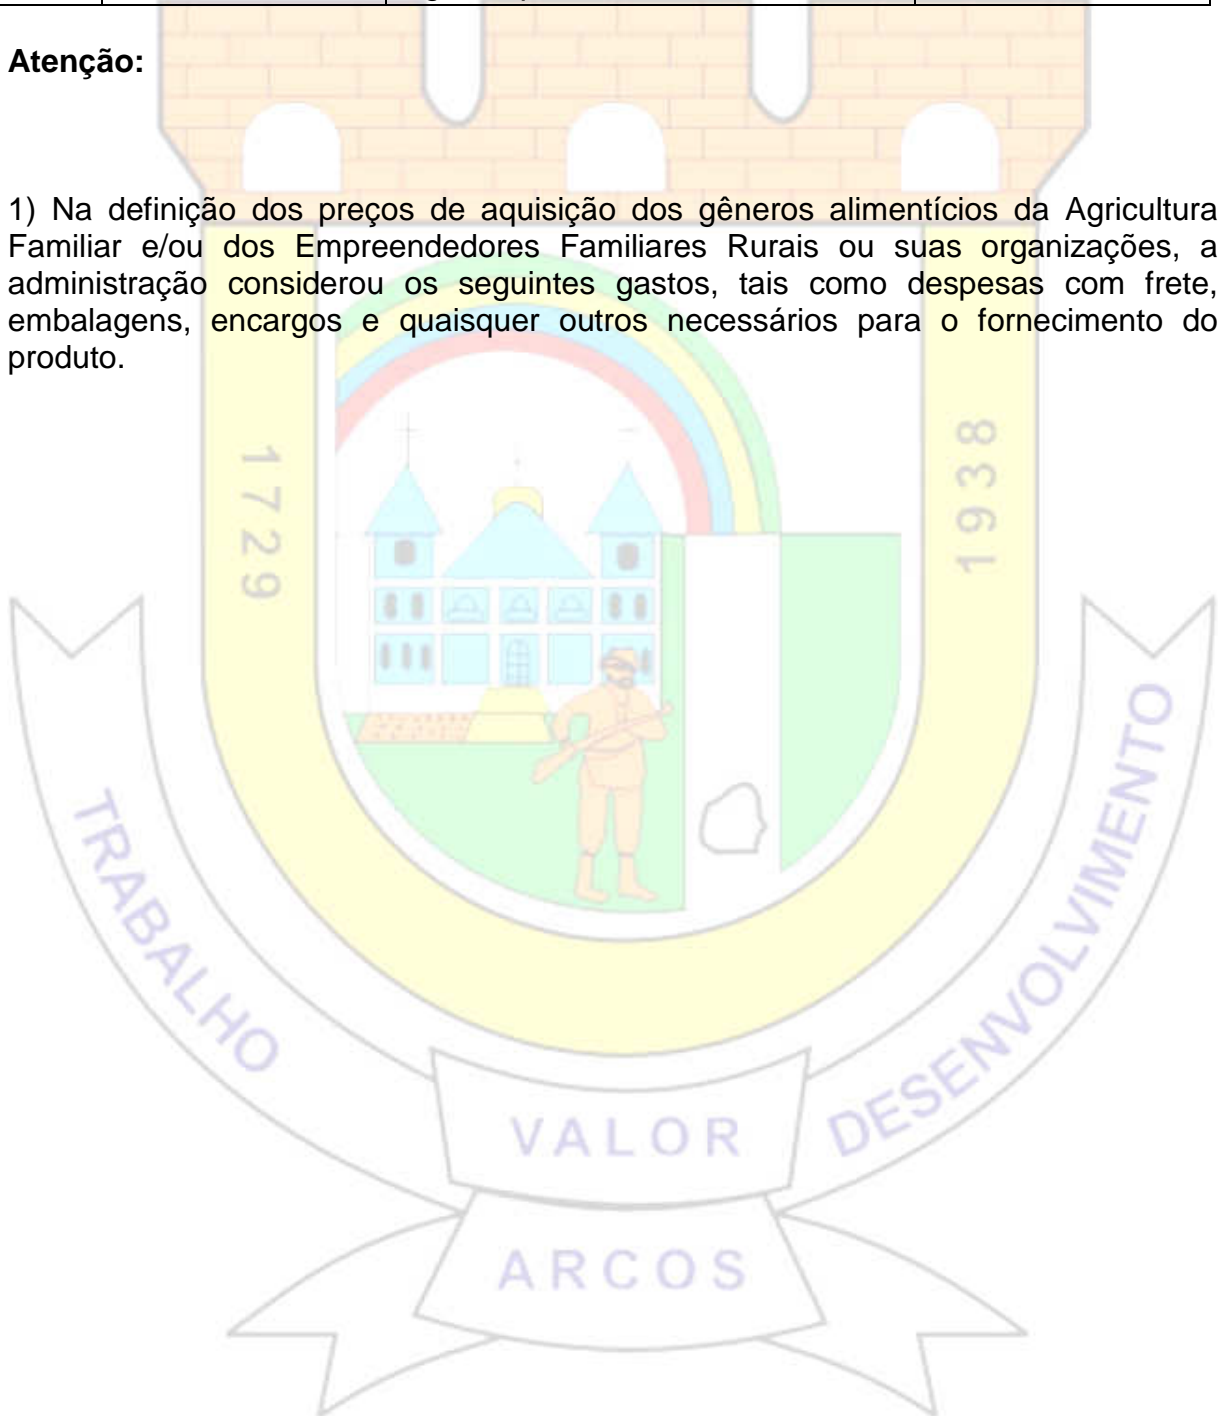 Atenção:
1) Na definição dos preços de aquisição dos gêneros alimentícios da Agricultura
Familiar e/ou dos Empreendedores Familiares Rurais ou suas organizações, a
administração considerou os seguintes gastos, tais como despesas com frete,
embalagens, encargos e quaisquer outros necessários para o fornecimento do
produto.
1729
1938
TRABALHO
VALOR
DESENVOLVIMENTO
ARCOS